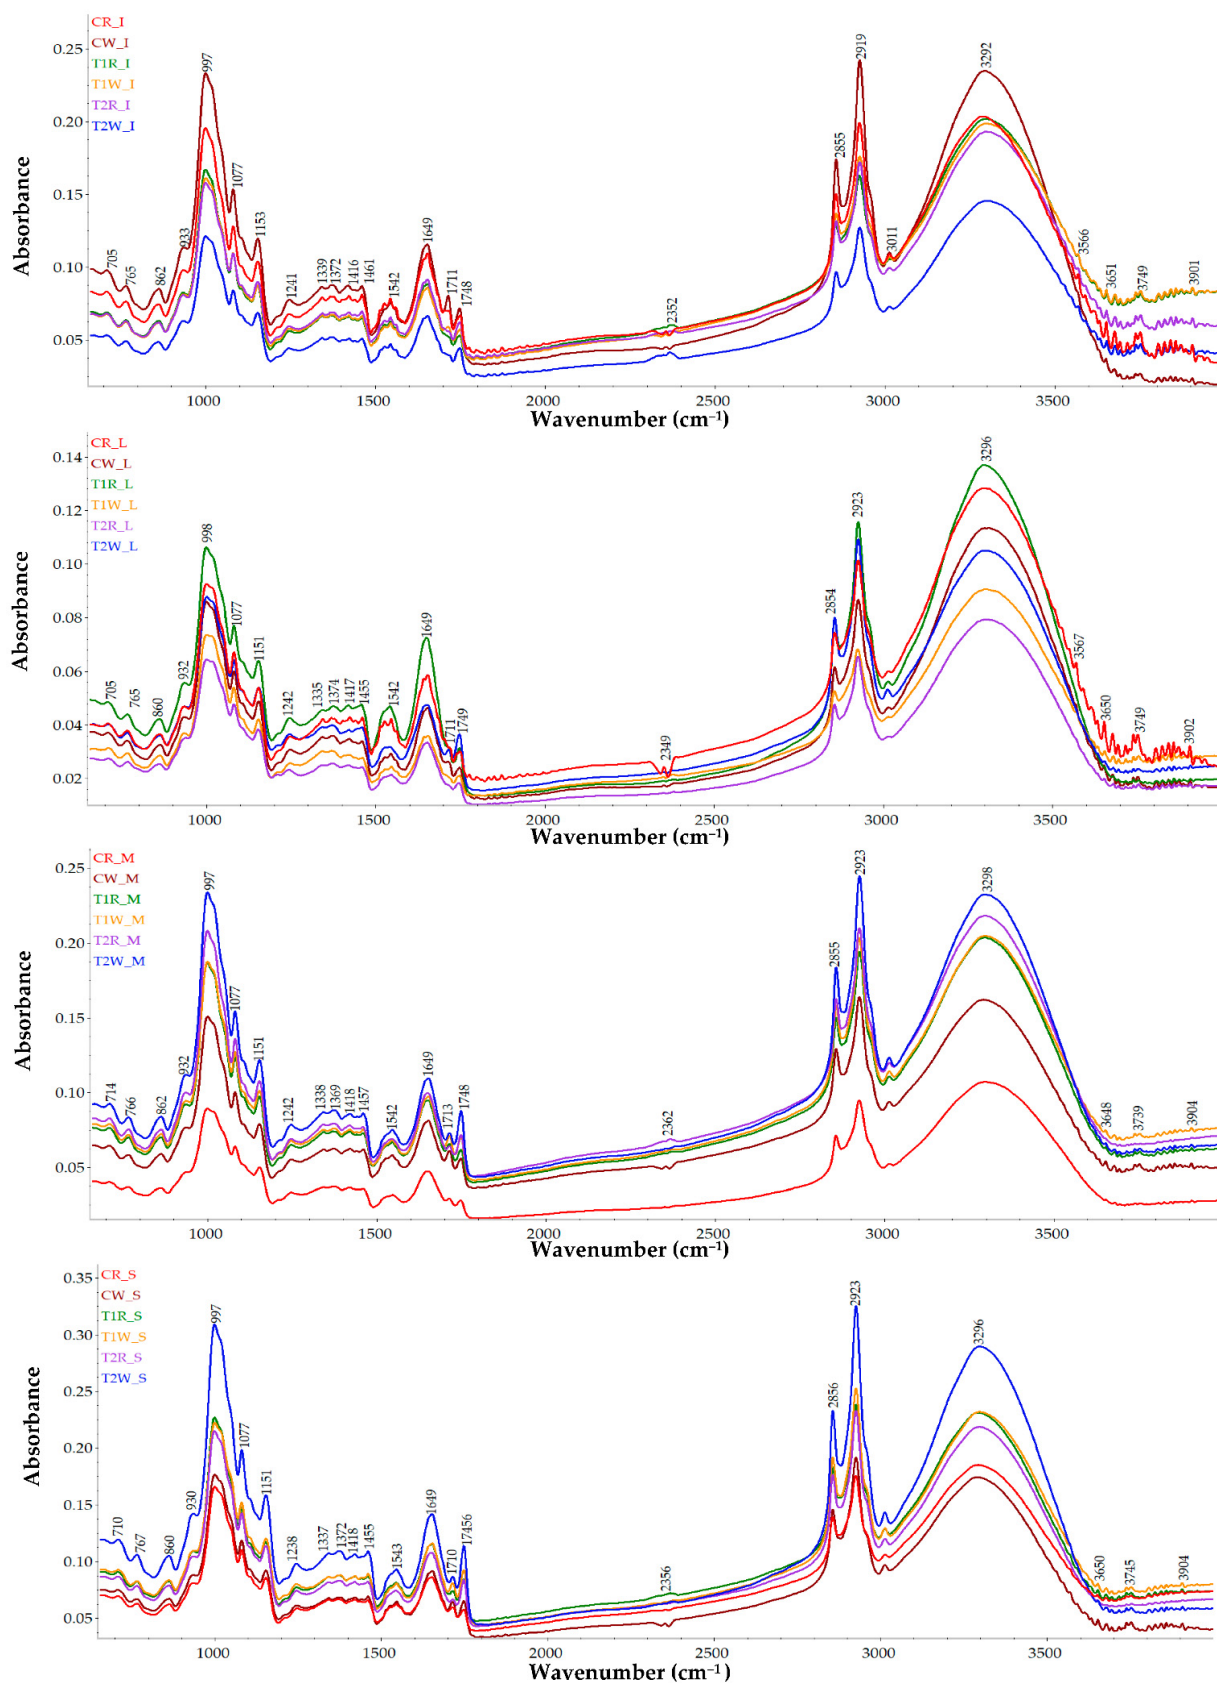 CR_I
CW_I
T1R_I
T1W_I
T2R_I
T2W_I
Absorbance
0.25
0.20
0.15
0.10
0.05
705 765 862 933 997 1077 1153 1241 1339 1372 1416 1461 1542 1649 1711 1748 2352 2855 2919 3011 3292 3566 3651 3749 3901
1000 1500 2000 2500 3000 3500
Wavenumber (cm⁻¹)
CR_L
CW_L
T1R_L
T1W_L
T2R_L
T2W_L
Absorbance
0.14
0.12
0.10
0.08
0.06
0.04
0.02
705 765 860 932 998 1077 1151 1242 1335 1374 1417 1455 1542 1649 1711 1749 2349 2854 2923 3296 3567 3650 3749 3902
1000 1500 2000 2500 3000 3500
Wavenumber (cm⁻¹)
CR_M
CW_M
T1R_M
T1W_M
T2R_M
T2W_M
Absorbance
0.25
0.20
0.15
0.10
0.05
714 766 862 932 997 1077 1151 1242 1338 1369 1418 1457 1542 1649 1713 1748 2362 2855 2923 3298 3648 3739 3904
1000 1500 2000 2500 3000 3500
Wavenumber (cm⁻¹)
CR_S
CW_S
T1R_S
T1W_S
T2R_S
T2W_S
Absorbance
0.35
0.30
0.25
0.20
0.15
0.10
0.05
710 767 860 930 997 1077 1151 1238 1337 1372 1418 1455 1543 1649 1710 17456 2356 2856 2923 3296 3650 3745 3904
1000 1500 2000 2500 3000 3500
Wavenumber (cm⁻¹)